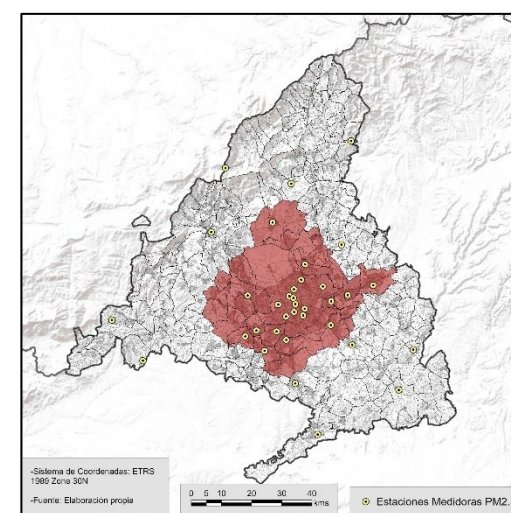 -Sistema de Coordenadas: ETRS
1989 Zone 30N
-Fuente: Elaboración propia
0 5 10 20 30 40
Kms
Estaciones Medidoras PM2.